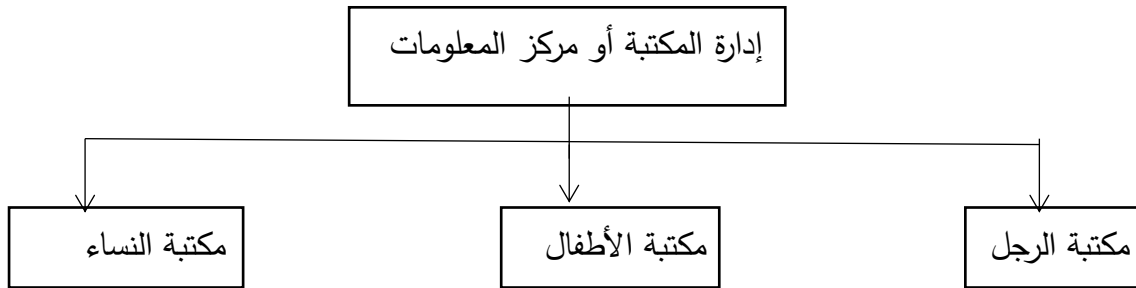 إدارة المكتبة أو مركز المعلومات
مكتبة الرجل
مكتبة الأطفال
مكتبة النساء